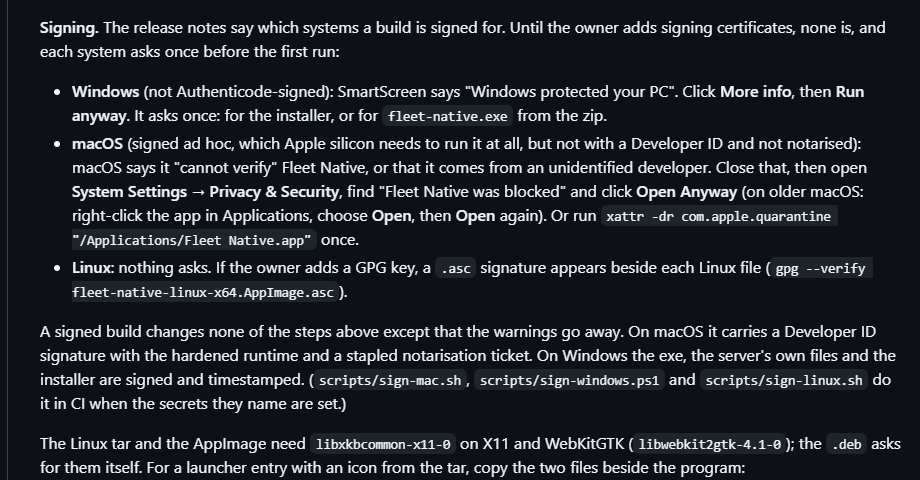 Signing. The release notes say which systems a build is signed for. Until the owner adds signing certificates, none is, and
each system asks once before the first run:
• Windows (not Authenticode-signed): SmartScreen says "Windows protected your PC". Click More info, then Run
anyway. It asks once: for the installer, or for fleet-native.exe from the zip.
• macOS (signed ad hoc, which Apple silicon needs to run it at all, but not with a Developer ID and not notarised):
macOS says it "cannot verify" Fleet Native, or that it comes from an unidentified developer. Close that, then open
System Settings → Privacy & Security, find "Fleet Native was blocked" and click Open Anyway (on older macOS:
right-click the app in Applications, choose Open, then Open again). Or run xattr -dr com.apple.quarantine
"/Applications/Fleet Native.app" once.
• Linux: nothing asks. If the owner adds a GPG key, a .asc signature appears beside each Linux file (gpg --verify
fleet-native-linux-x64.AppImage.asc).
A signed build changes none of the steps above except that the warnings go away. On macOS it carries a Developer ID
signature with the hardened runtime and a stapled notarisation ticket. On Windows the exe, the server's own files and the
installer are signed and timestamped. (scripts/sign-mac.sh, scripts/sign-windows.ps1 and scripts/sign-linux.sh do
it in CI when the secrets they name are set.)
The Linux tar and the AppImage need libxkbcommon-x11-0 on X11 and WebKitGTK (libwebkit2gtk-4.1-0); the .deb asks
for them itself. For a launcher entry with an icon from the tar, copy the two files beside the program: